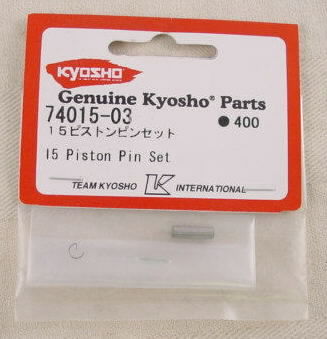 KYOSHO
Genuine Kyosho® Parts
74015-03
●400
15ピストンピンセット
15 Piston Pin Set
TEAM KYOSHO K INTERNATIONAL